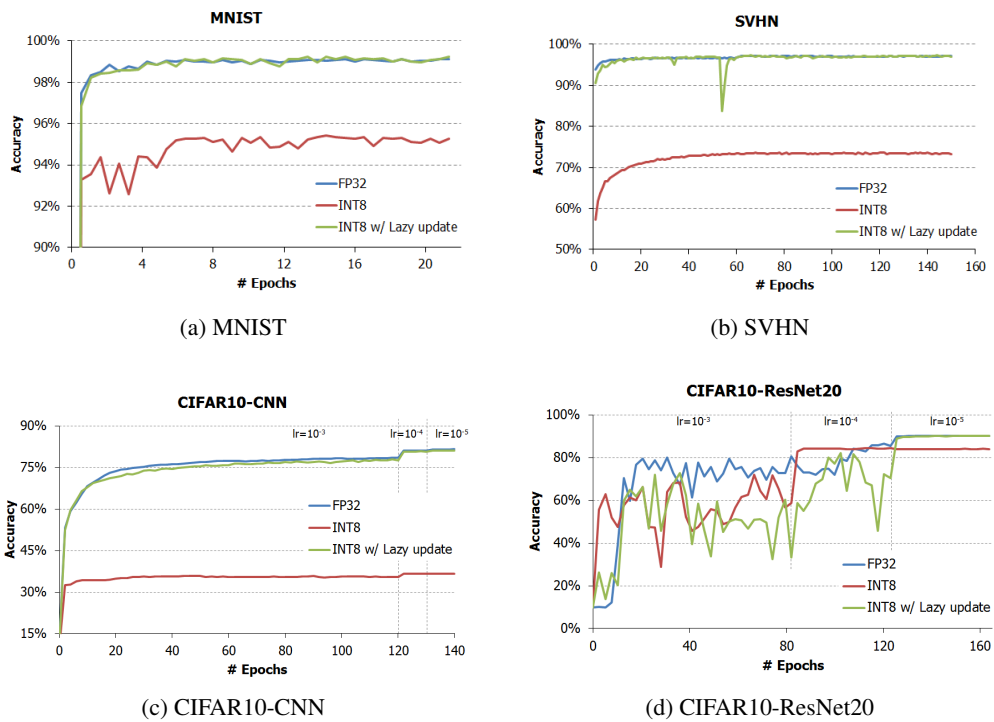 MNIST
100%
98%
96%
94%
92%
90%
Accuracy
FP32
INT8
INT8 w/ Lazy update
0 4 8 12 16 20
# Epochs
(a) MNIST
SVHN
100%
90%
80%
70%
60%
50%
Accuracy
FP32
INT8
INT8 w/ Lazy update
0 20 40 60 80 100 120 140 160
# Epochs
(b) SVHN
CIFAR10-CNN
90%
75%
60%
45%
30%
15%
Accuracy
lr=10-3 lr=10-4 lr=10-5
FP32
INT8
INT8 w/ Lazy update
0 20 40 60 80 100 120 140
# Epochs
(c) CIFAR10-CNN
CIFAR10-ResNet20
100%
80%
60%
40%
20%
0%
Accuracy
lr=10-3 lr=10-4 lr=10-5
FP32
INT8
INT8 w/ Lazy update
0 20 40 60 80 100 120 140 160
# Epochs
(d) CIFAR10-ResNet20